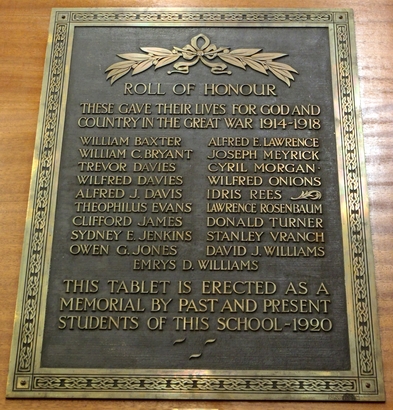 ROLL OF HONOUR
THESE GAVE THEIR LIVES FOR GOD AND
COUNTRY IN THE GREAT WAR 1914-1918
WILLIAM BAXTER
WILLIAM C. BRYANT
TREVOR DAVIES
WILFRED DAVIES
ALFRED J. DAVIS
THEOPHILUS EVANS
CLIFFORD JAMES
SYDNEY E. JENKINS
OWEN G. JONES
ALFRED E. LAWRENCE
JOSEPH MEYRICK
CYRIL MORGAN
WILFRED ONIONS
IDRIS REES
LAWRENCE ROSENBAUM
DONALD TURNER
STANLEY VRANCH
DAVID J. WILLIAMS
EMRYS D. WILLIAMS
THIS TABLET IS ERECTED AS A
MEMORIAL BY PAST AND PRESENT
STUDENTS OF THIS SCHOOL-1920